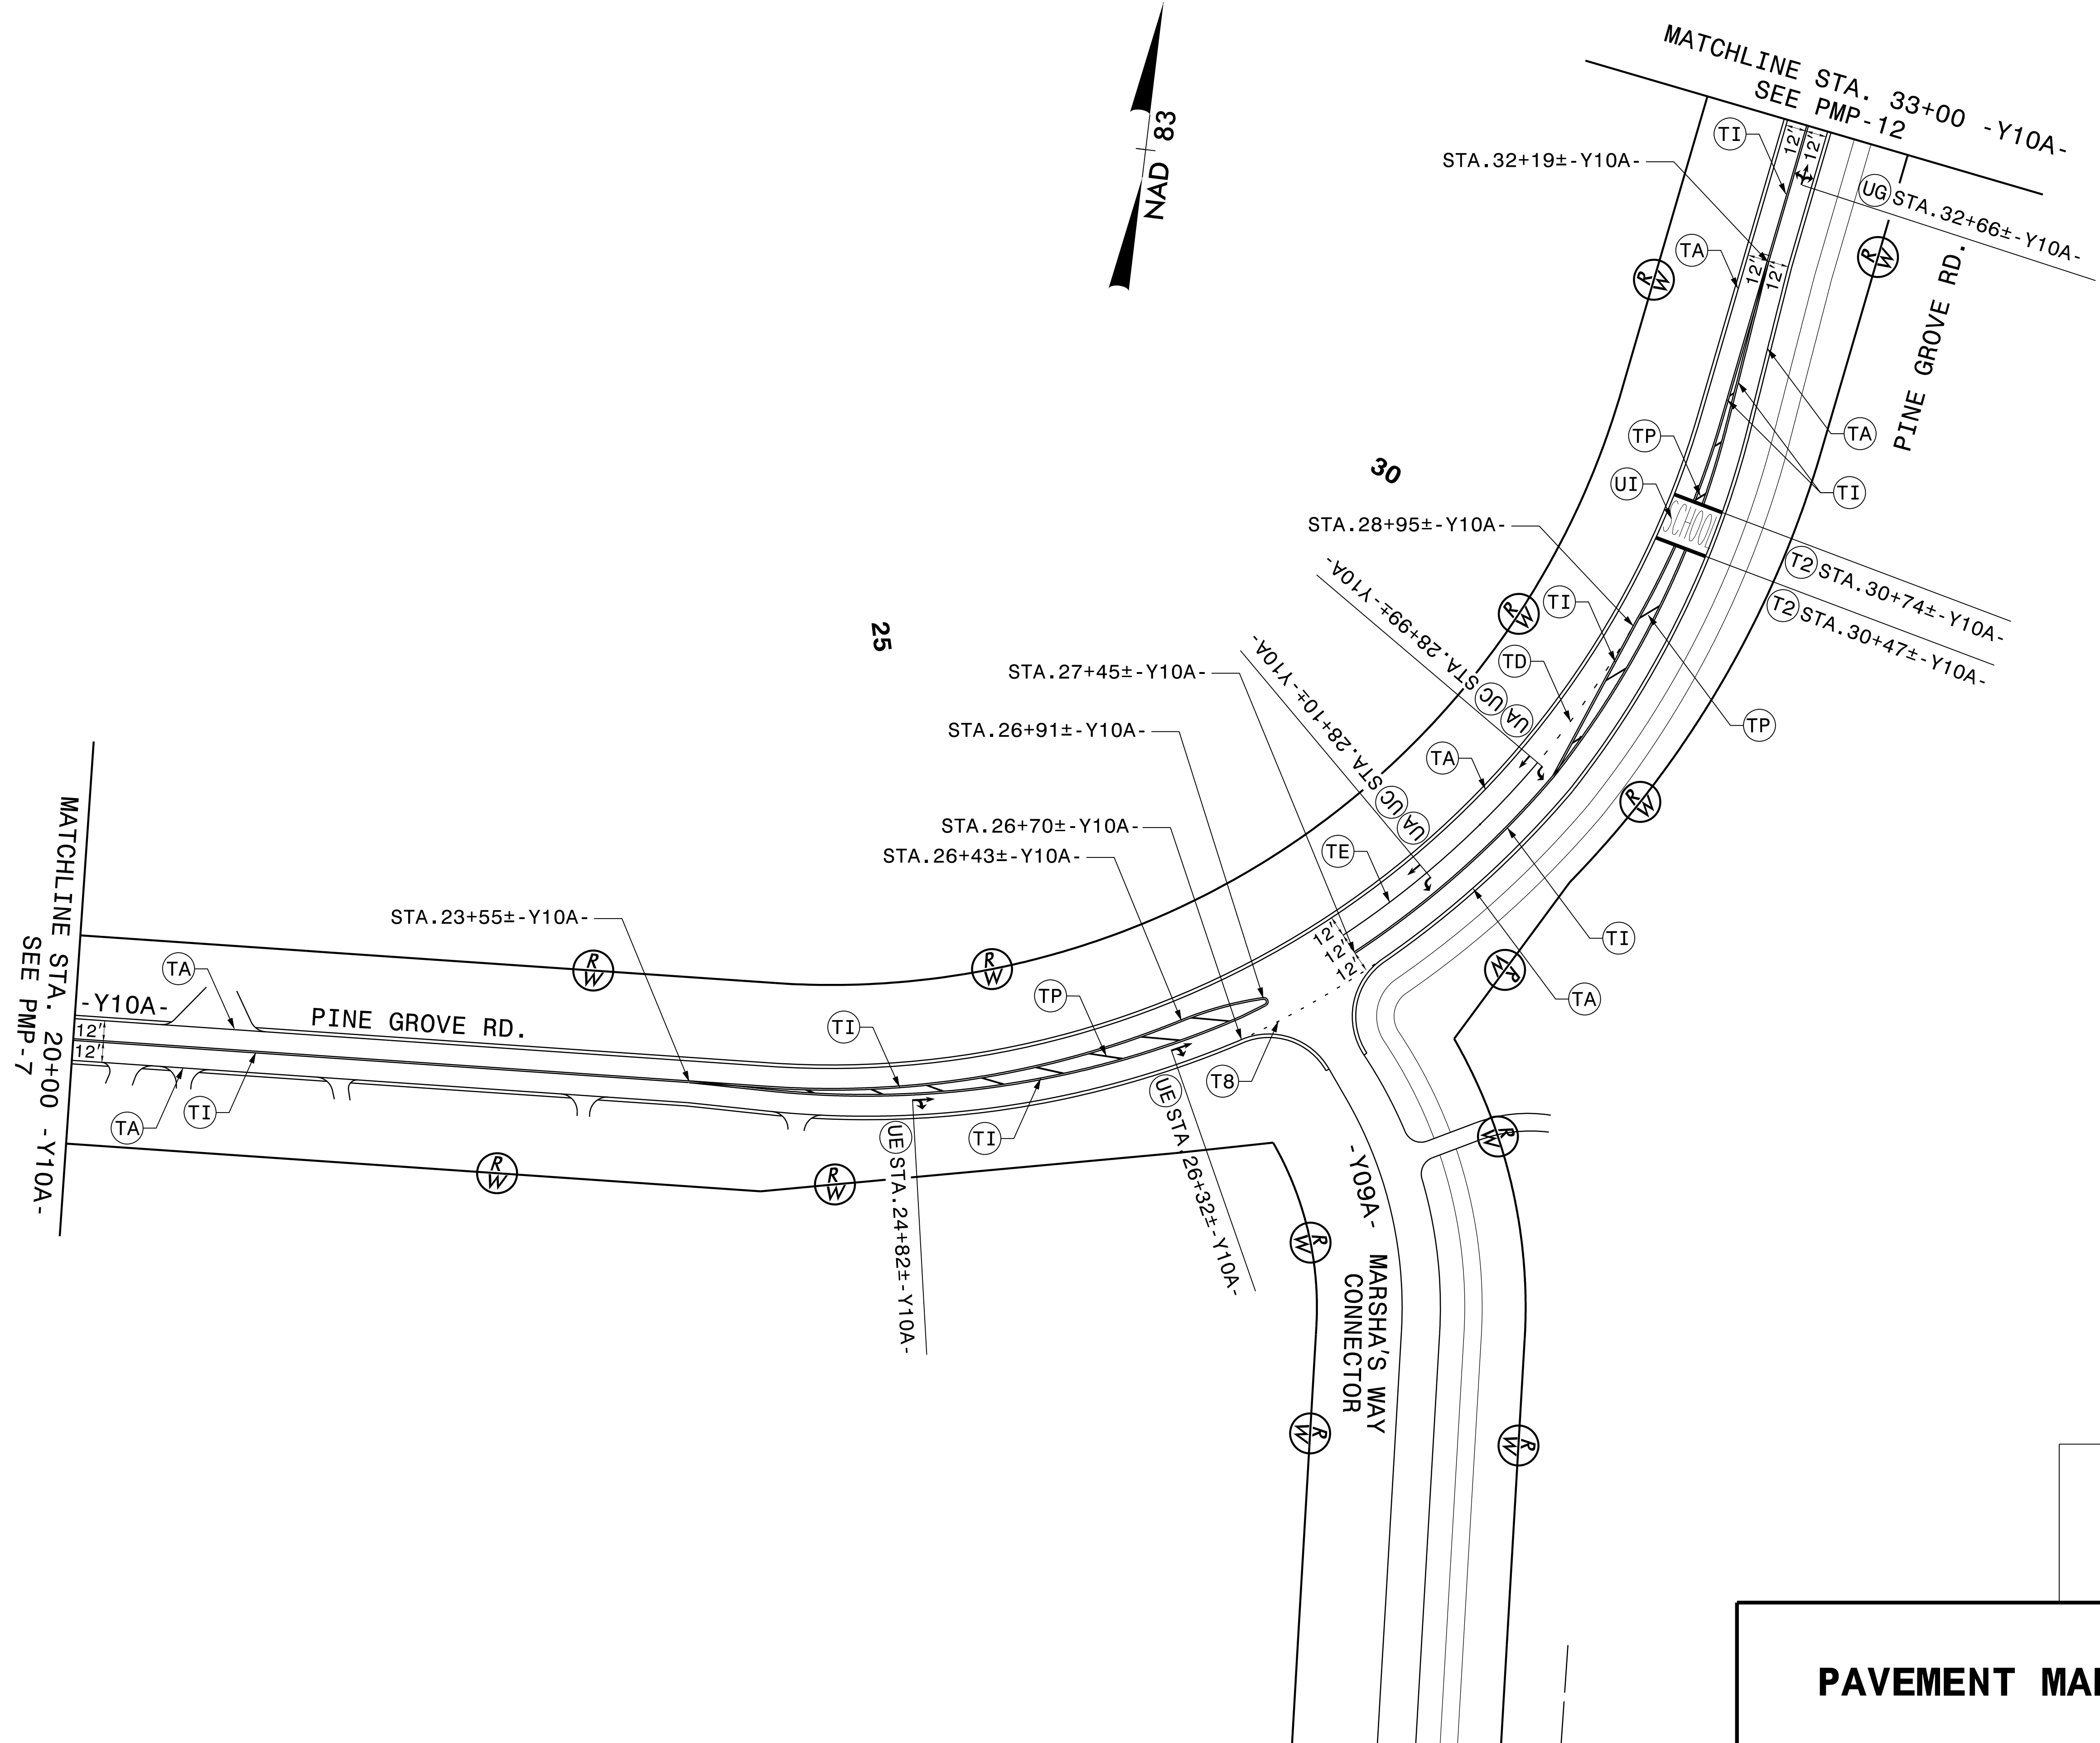 MATCHLINE STA. 33+00 -Y10A-
SEE PMP-12
NAD 83
TI
12'
12'
STA.32+19±-Y10A-
UG STA.32+66±-Y10A-
TA
R/W
R/W
12'
12'
PINE GROVE RD.
TP
TA
30
UI
TI
SCHOOL
STA.28+95±-Y10A-
T2 STA.30+74±-Y10A-
T2 STA.30+47±-Y10A-
UA UC STA.28+99±-Y10A-
TI
R/W
25
TD
UA UC STA.28+10±-Y10A-
STA.27+45±-Y10A-
TP
STA.26+91±-Y10A-
TA
R/W
STA.26+70±-Y10A-
TE
STA.26+43±-Y10A-
STA.23+55±-Y10A-
12'
12'
12'
TI
MATCHLINE STA. 20+00 -Y10A-
SEE PMP-7
TA
R/W
R/W
R/W
-Y10A-
PINE GROVE RD.
TP
TA
12'
12'
TI
T8
TA
TI
UE STA.24+82±-Y10A-
TI
UE STA.26+32±-Y10A-
R/W
R/W
R/W
-Y09A-
MARSHA'S WAY
CONNECTOR
R/W
R/W
R/W
PAVEMENT MA